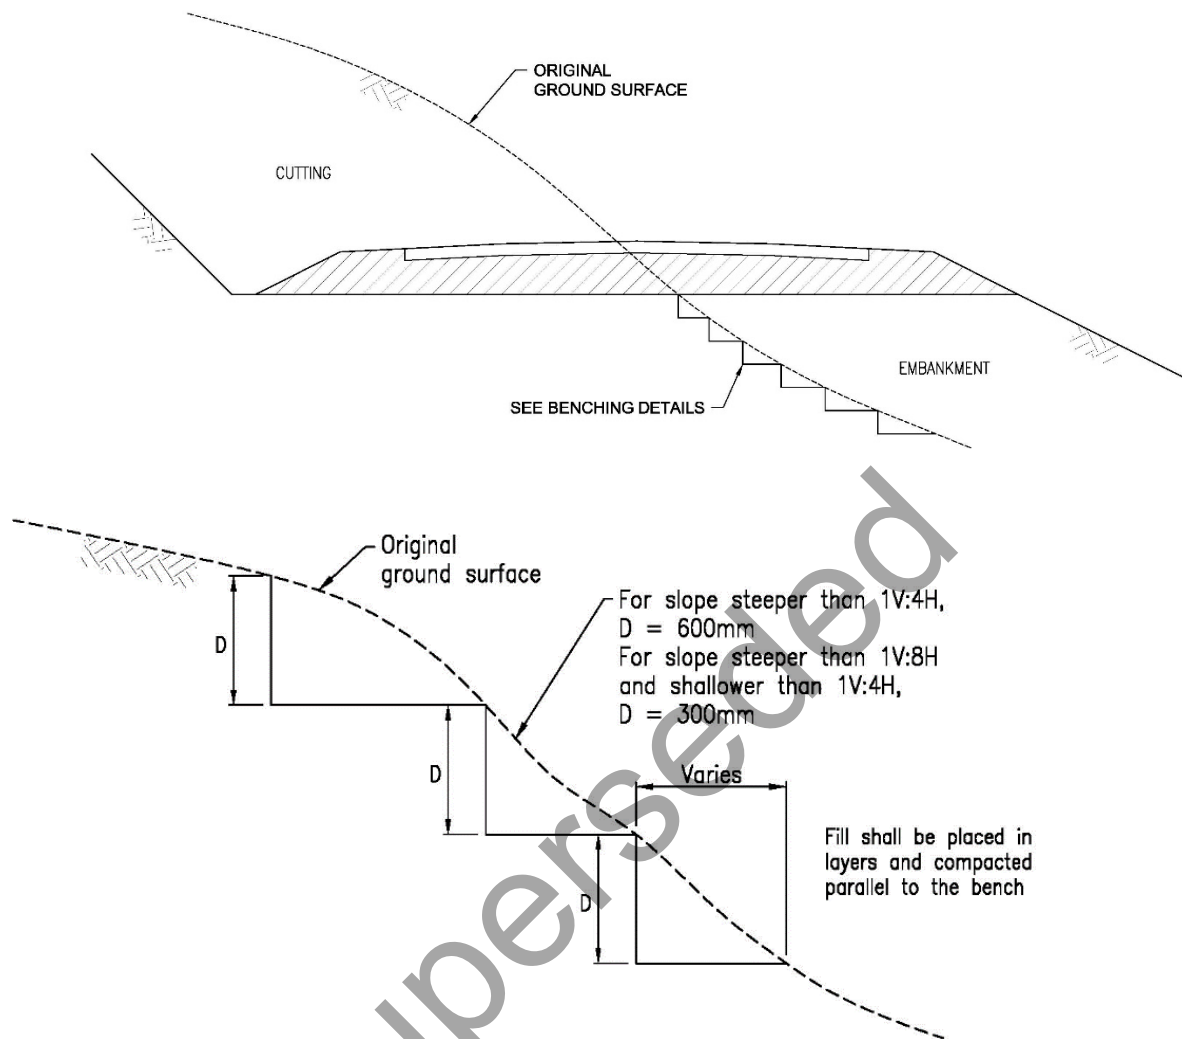 ORIGINAL
GROUND SURFACE
CUTTING
EMBANKMENT
SEE BENCHING DETAILS
Original
ground surface
For slope steeper than 1V:4H,
D = 600mm
For slope steeper than 1V:8H
and shallower than 1V:4H,
D = 300mm
D
D
Varies
D
Fill shall be placed in
layers and compacted
parallel to the bench
uperseded